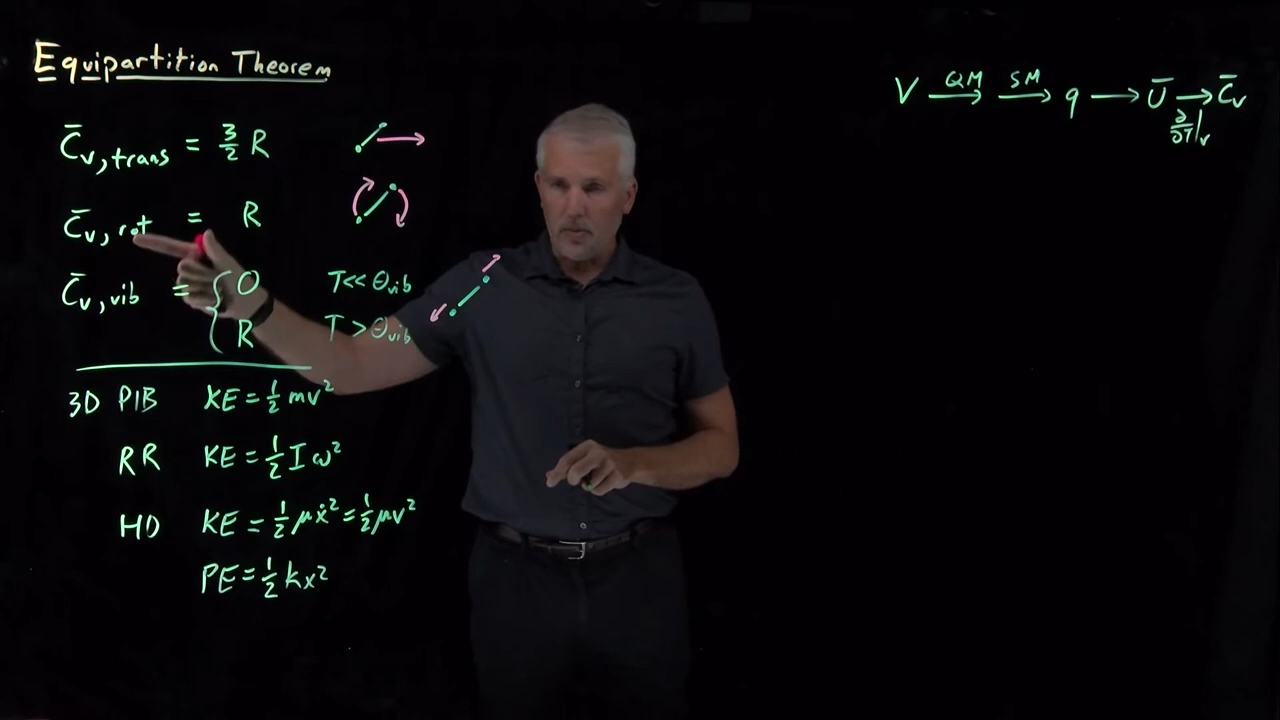 Equipartition Theorem
V QM→ SM→ q → Ū → C̄v
∂/∂T|v
C̄v,trans = 3/2 R
C̄v,rot = R
C̄v,vib = { 0 T<<Θvib
R T > Θvib
3D PIB KE = 1/2 mv²
RR KE = 1/2 I ω²
HO KE = 1/2 μẋ² = 1/2 μv²
PE = 1/2 kx²